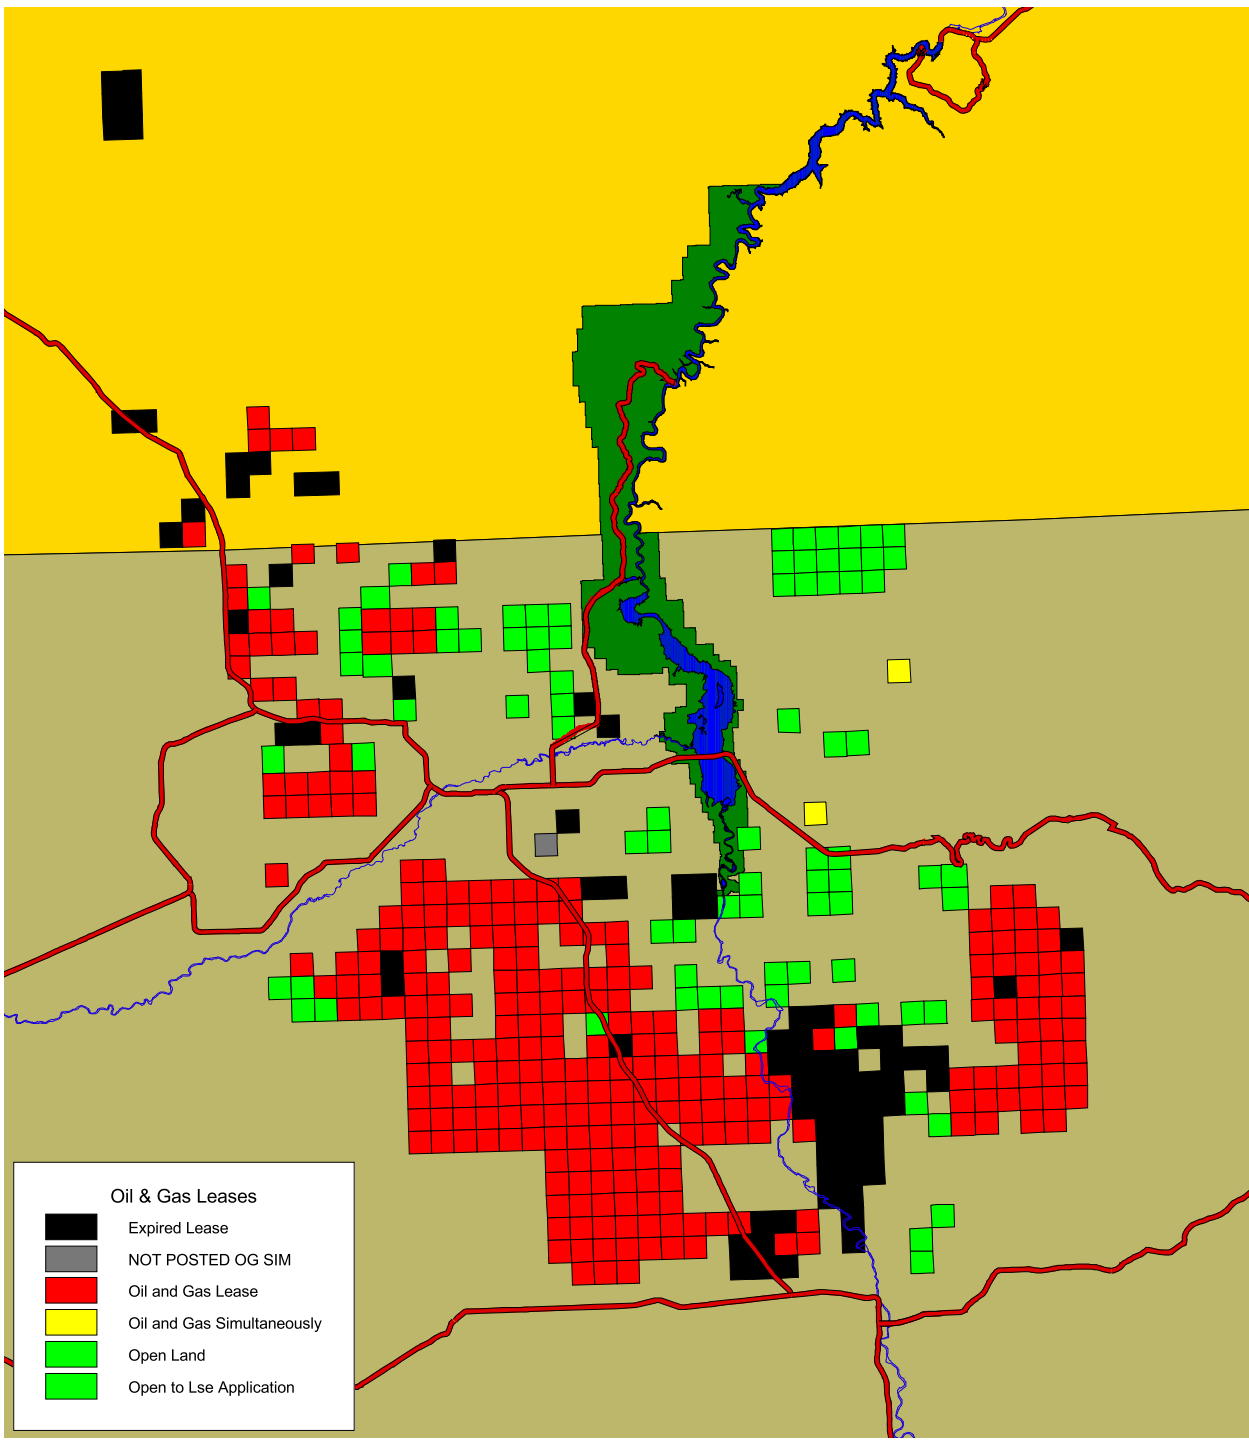 Oil & Gas Leases
Expired Lease
NOT POSTED OG SIM
Oil and Gas Lease
Oil and Gas Simultaneously
Open Land
Open to Lse Application